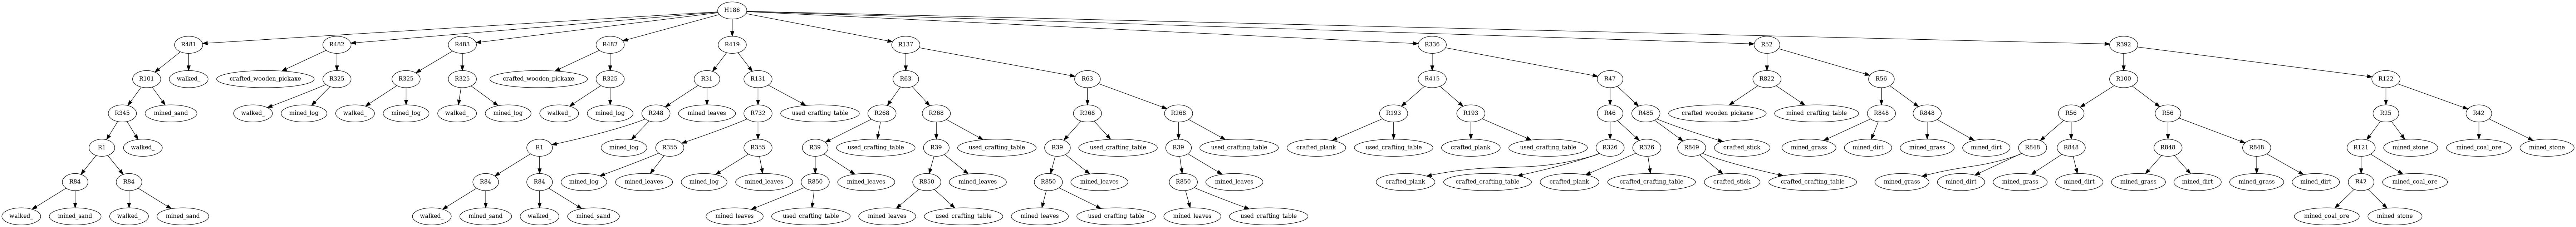 H186
R481 R482 R483 R482 R419 R137 R336 R52 R392
R101 walked_ crafted_wooden_pickaxe R325 R325 R325 crafted_wooden_pickaxe R325 R31 R131 R63 R63 R415 R47 R822 R56 R100 R122
R345 mined_sand walked_ mined_log walked_ mined_log walked_ mined_log walked_ mined_log R248 mined_leaves R732 used_crafting_table R268 R268 R268 R268 R193 R193 R46 R485 crafted_wooden_pickaxe mined_crafting_table R848 R848 R56 R56 R25 R42
R1 walked_ R1 mined_log R355 R355 R39 used_crafting_table R39 used_crafting_table R39 used_crafting_table R39 used_crafting_table crafted_plank used_crafting_table crafted_plank used_crafting_table R326 R326 R849 crafted_stick mined_grass mined_dirt mined_grass mined_dirt R848 R848 R848 R848 R121 mined_stone mined_coal_ore mined_stone
R84 R84 R84 R84 mined_log mined_leaves mined_log mined_leaves R850 mined_leaves R850 mined_leaves R850 mined_leaves R850 mined_leaves crafted_plank crafted_crafting_table crafted_plank crafted_crafting_table crafted_stick crafted_crafting_table mined_grass mined_dirt mined_grass mined_dirt mined_grass mined_dirt mined_grass mined_dirt R42 mined_coal_ore
walked_ mined_sand walked_ mined_sand walked_ mined_sand walked_ mined_sand mined_leaves used_crafting_table mined_leaves used_crafting_table mined_leaves used_crafting_table mined_leaves used_crafting_table mined_coal_ore mined_stone